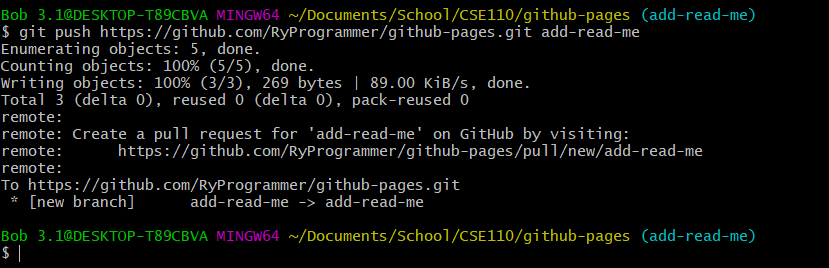 Bob 3.1@DESKTOP-T89CBVA MINGW64 ~/Documents/School/CSE110/github-pages (add-read-me)
$ git push https://github.com/RyProgrammer/github-pages.git add-read-me
Enumerating objects: 5, done.
Counting objects: 100% (5/5), done.
Writing objects: 100% (3/3), 269 bytes | 89.00 KiB/s, done.
Total 3 (delta 0), reused 0 (delta 0), pack-reused 0
remote:
remote: Create a pull request for 'add-read-me' on GitHub by visiting:
remote:      https://github.com/RyProgrammer/github-pages/pull/new/add-read-me
remote:
To https://github.com/RyProgrammer/github-pages.git
 * [new branch]      add-read-me -> add-read-me
Bob 3.1@DESKTOP-T89CBVA MINGW64 ~/Documents/School/CSE110/github-pages (add-read-me)
$